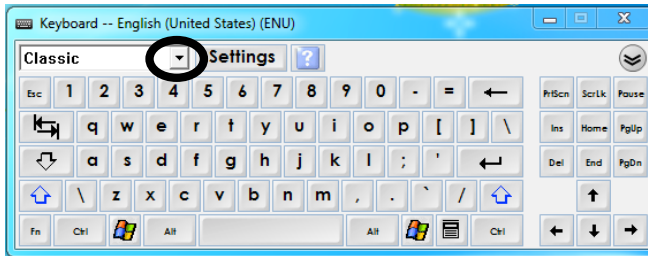 Keyboard -- English (United States) (ENU)
Classic Settings ?
Esc 1 2 3 4 5 6 7 8 9 0 - = PrtScn ScrLk Pause
q w e r t y u i o p [ ] \ Ins Home PgUp
a s d f g h j k l ; ' Del End PgDn
\ z x c v b n m , . ` /
Fn Ctrl Alt Alt Ctrl